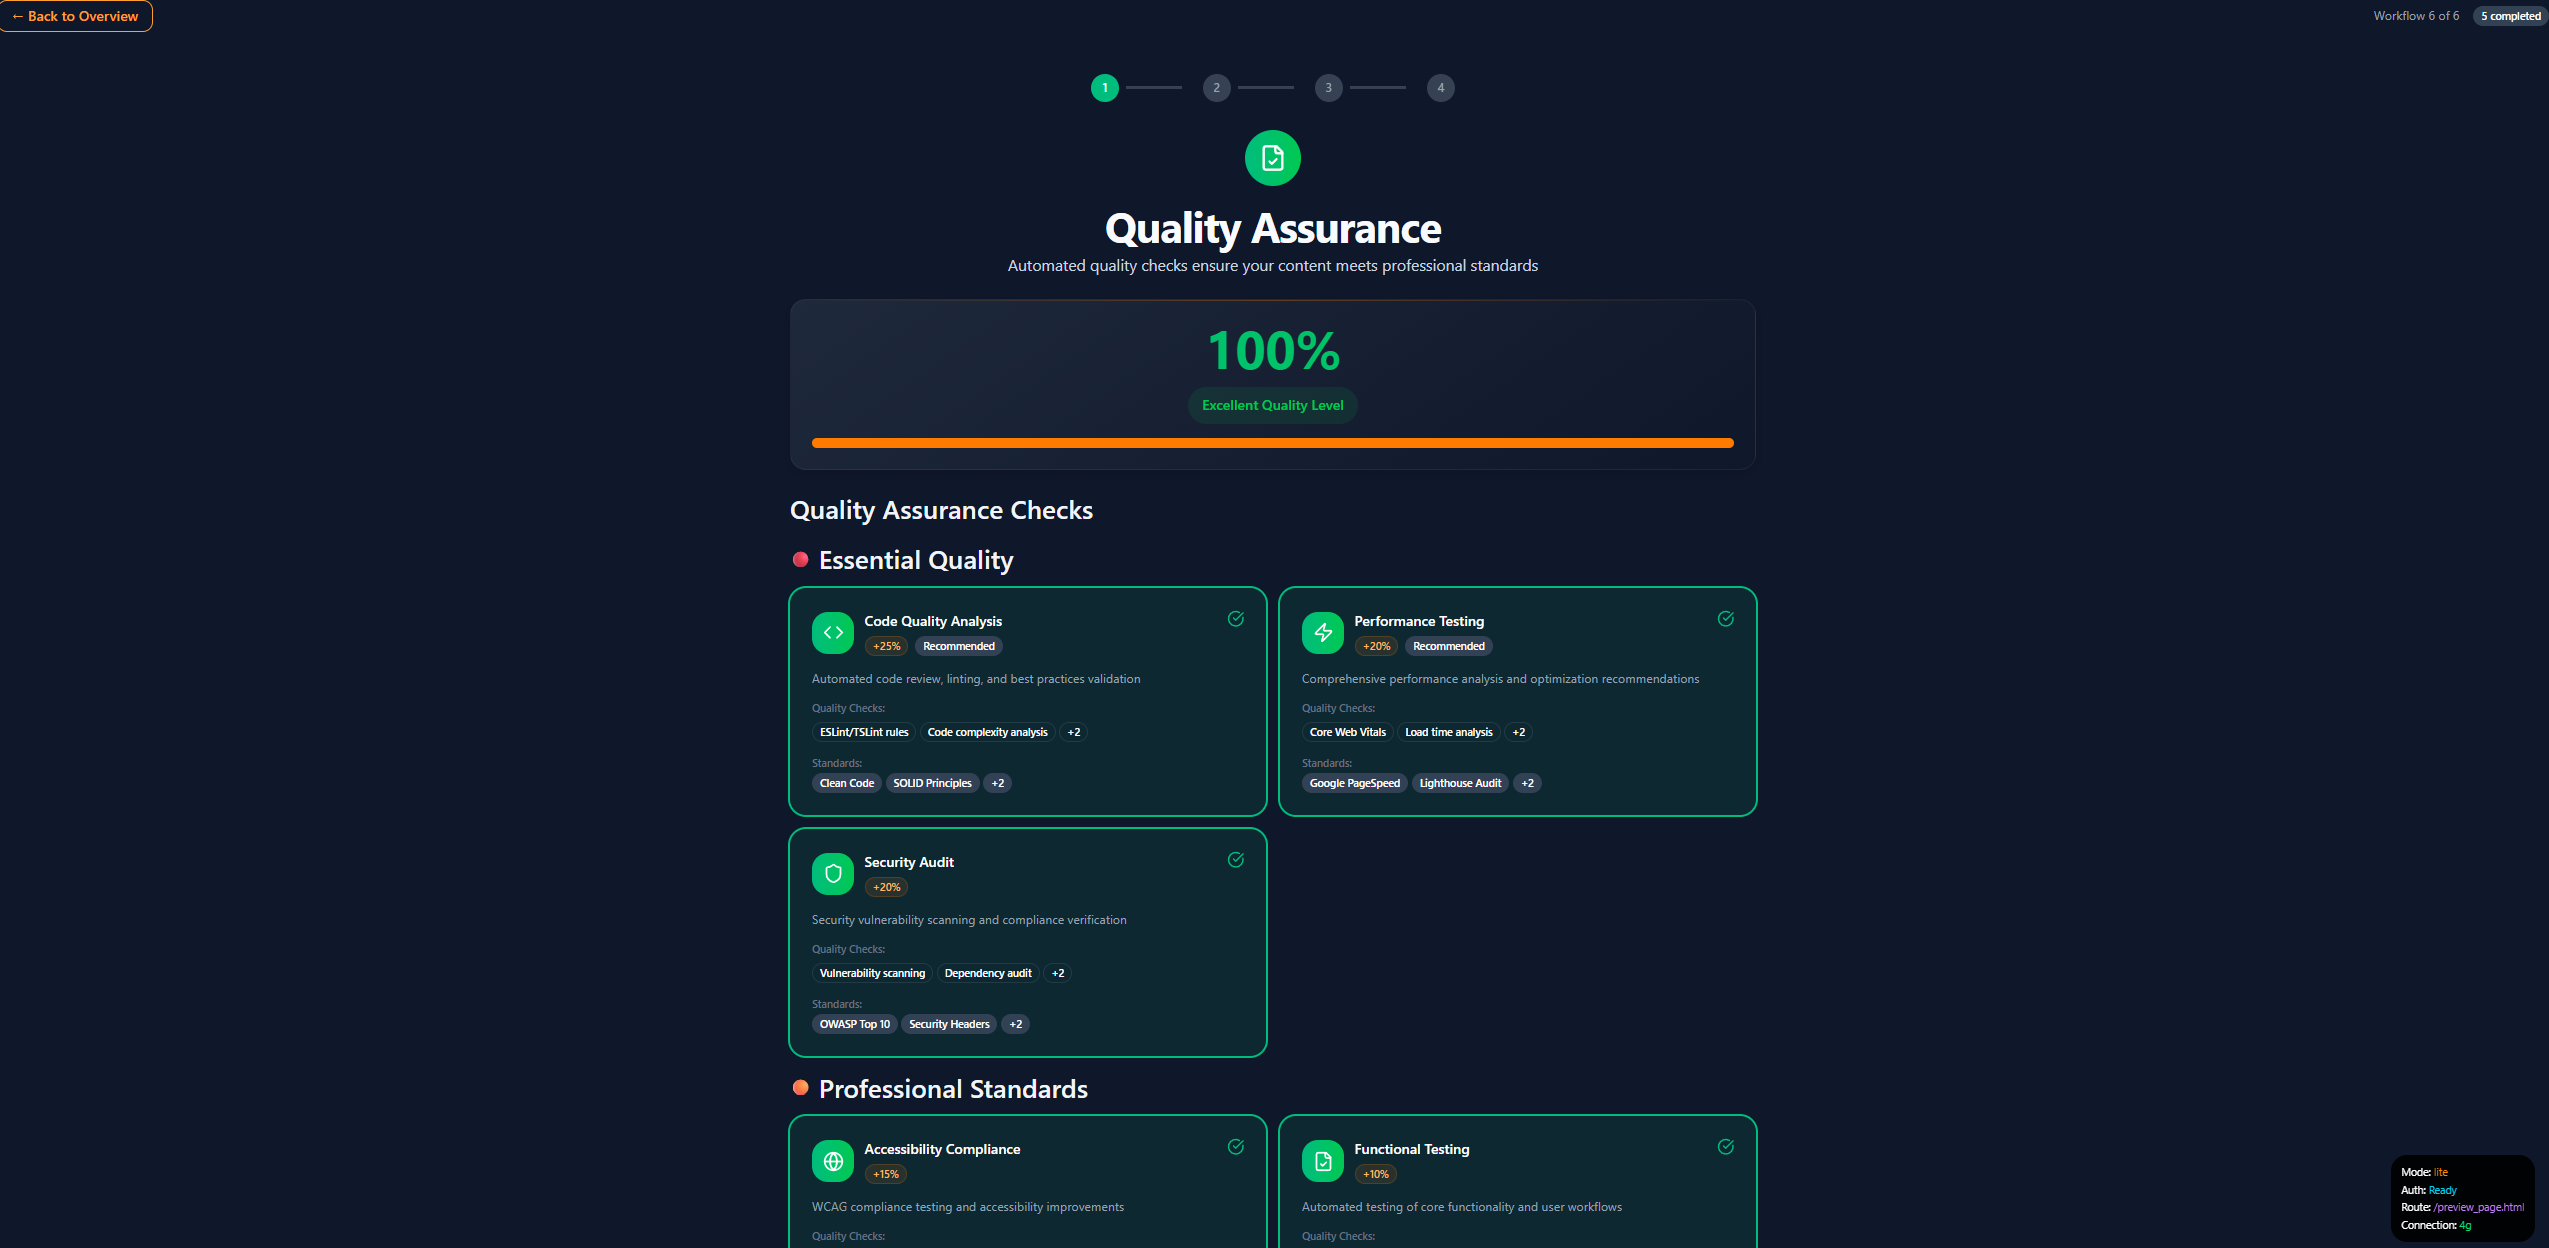 ← Back to Overview
Workflow 6 of 6
5 completed
1
2
3
4
Quality Assurance
Automated quality checks ensure your content meets professional standards
100%
Excellent Quality Level
Quality Assurance Checks
Essential Quality
Code Quality Analysis
+25% Recommended
Automated code review, linting, and best practices validation
Quality Checks:
ESLint/TSLint rules Code complexity analysis +2
Standards:
Clean Code SOLID Principles +2
Performance Testing
+20% Recommended
Comprehensive performance analysis and optimization recommendations
Quality Checks:
Core Web Vitals Load time analysis +2
Standards:
Google PageSpeed Lighthouse Audit +2
Security Audit
+20%
Security vulnerability scanning and compliance verification
Quality Checks:
Vulnerability scanning Dependency audit +2
Standards:
OWASP Top 10 Security Headers +2
Professional Standards
Accessibility Compliance
+15%
WCAG compliance testing and accessibility improvements
Quality Checks:
Functional Testing
+10%
Automated testing of core functionality and user workflows
Quality Checks:
Mode: lite
Auth: Ready
Route: /preview_page.html
Connection: 4g